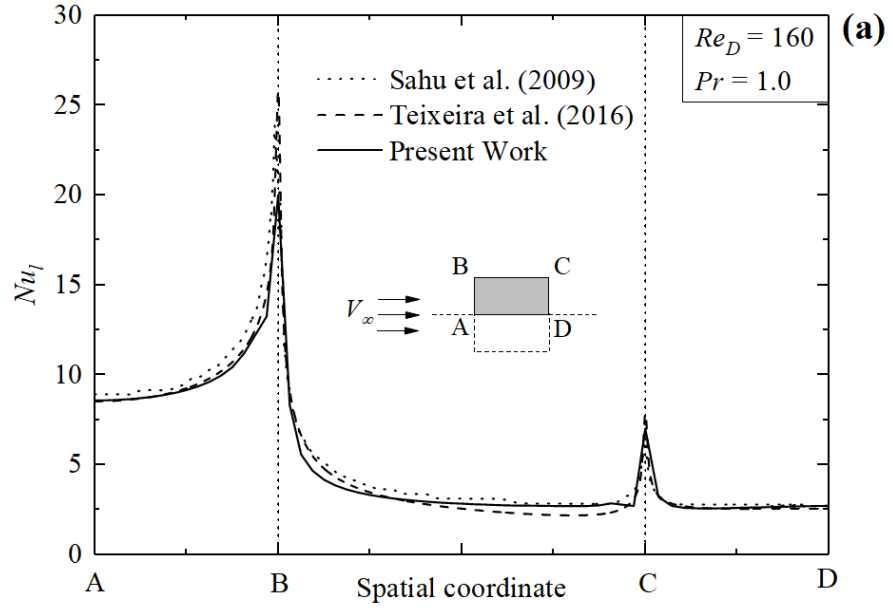 (a)
Re_D = 160
Pr = 1.0
Sahu et al. (2009)
Teixeira et al. (2016)
Present Work
30
25
20
15
10
5
0
Nu_l
B C
V_∞
A D
A B C D
Spatial coordinate